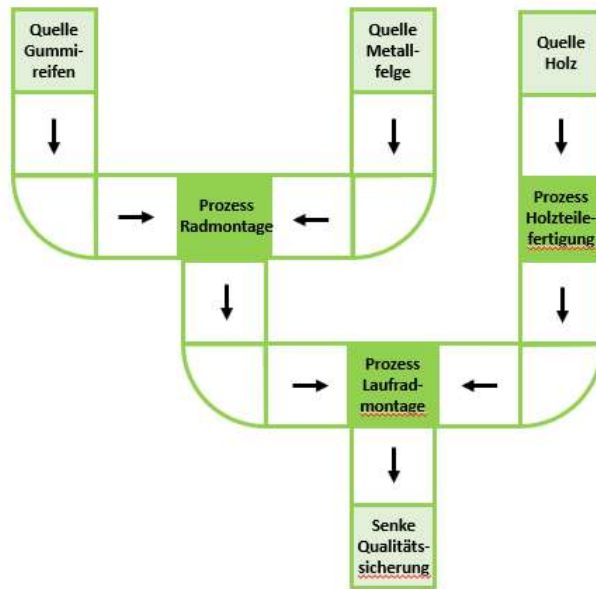 Quelle
Gummi-
reifen
Quelle
Metall-
felge
Quelle
Holz
Prozess
Radmontage
Prozess
Holzteile-
fertigung
Prozess
Laufrad-
montage
Senke
Qualitäts-
sicherung